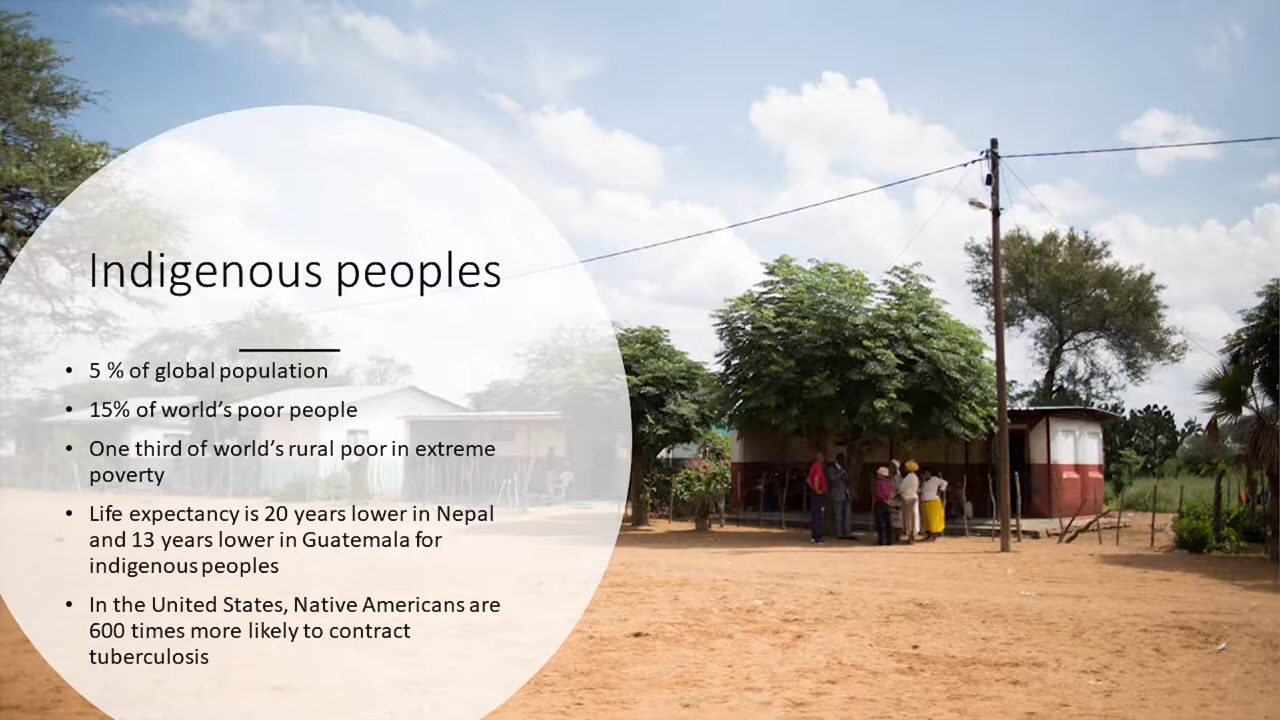 Indigenous peoples
• 5 % of global population
• 15% of world's poor people
• One third of world's rural poor in extreme
poverty
• Life expectancy is 20 years lower in Nepal
and 13 years lower in Guatemala for
indigenous peoples
• In the United States, Native Americans are
600 times more likely to contract
tuberculosis